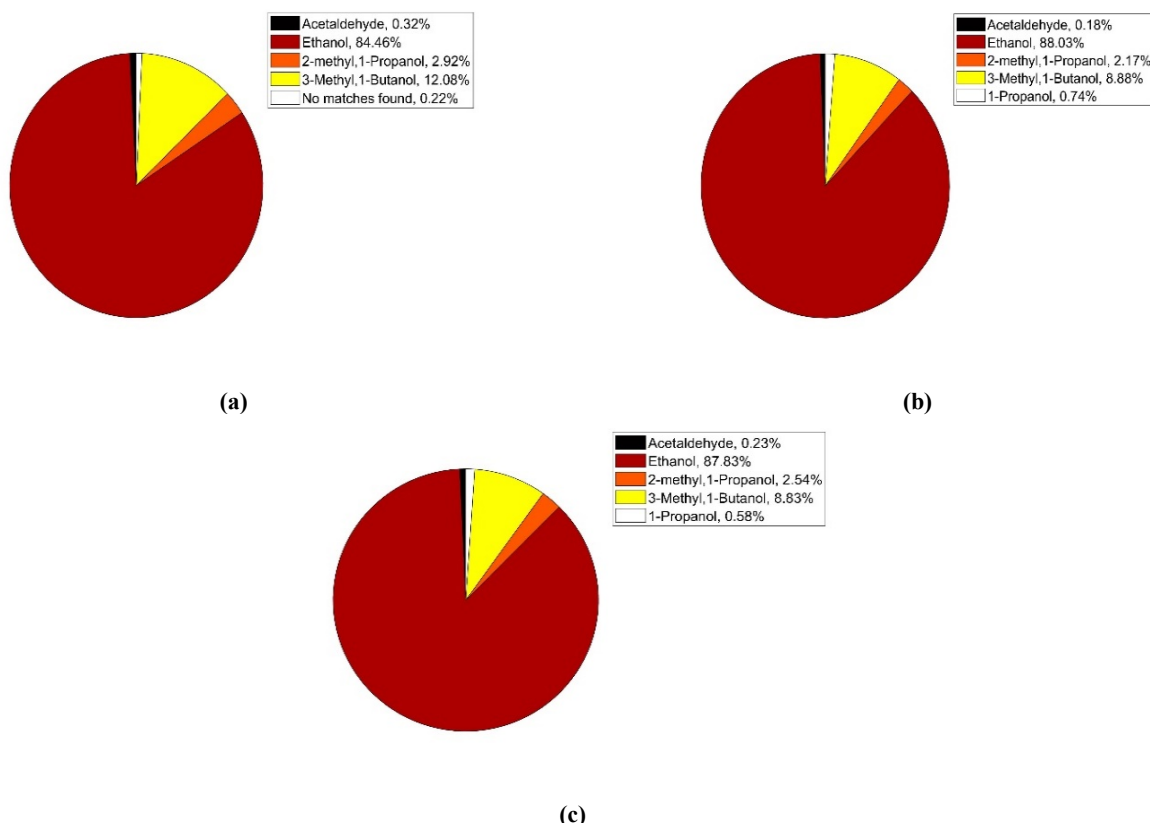 Acetaldehyde, 0.32%
Ethanol, 84.46%
2-methyl,1-Propanol, 2.92%
3-Methyl,1-Butanol, 12.08%
No matches found, 0.22%
(a)
Acetaldehyde, 0.18%
Ethanol, 88.03%
2-methyl,1-Propanol, 2.17%
3-Methyl,1-Butanol, 8.88%
1-Propanol, 0.74%
(b)
Acetaldehyde, 0.23%
Ethanol, 87.83%
2-methyl,1-Propanol, 2.54%
3-Methyl,1-Butanol, 8.83%
1-Propanol, 0.58%
(c)